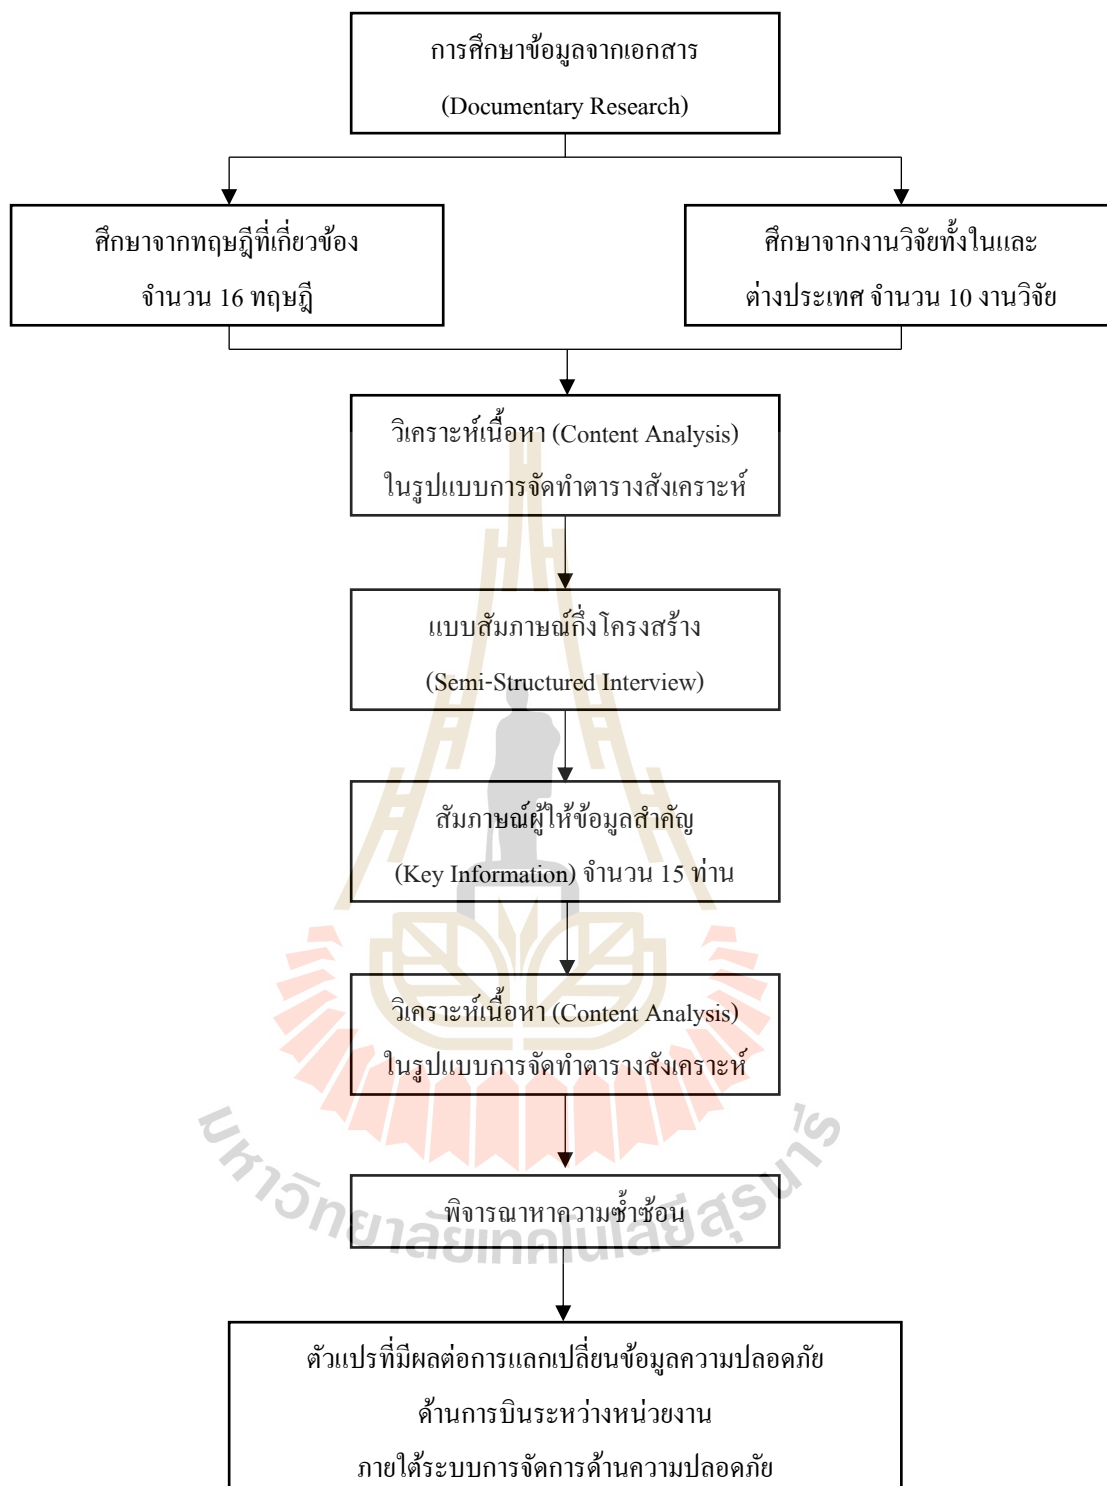 การศึกษาข้อมูลจากเอกสาร
(Documentary Research)
ศึกษาจากทฤษฎีที่เกี่ยวข้อง
จำนวน 16 ทฤษฎี
ศึกษาจากงานวิจัยทั้งในและ
ต่างประเทศ จำนวน 10 งานวิจัย
วิเคราะห์เนื้อหา (Content Analysis)
ในรูปแบบการจัดทำตารางสังเคราะห์
แบบสัมภาษณ์กึ่งโครงสร้าง
(Semi-Structured Interview)
สัมภาษณ์ผู้ให้ข้อมูลสำคัญ
(Key Information) จำนวน 15 ท่าน
วิเคราะห์เนื้อหา (Content Analysis)
ในรูปแบบการจัดทำตารางสังเคราะห์
มหาวิทยาลัยเทคโนโลยีสุรนารี
พิจารณาหาความซ้ำซ้อน
ตัวแปรที่มีผลต่อการแลกเปลี่ยนข้อมูลความปลอดภัย
ด้านการบินระหว่างหน่วยงาน
ภายใต้ระบบการจัดการด้านความปลอดภัย